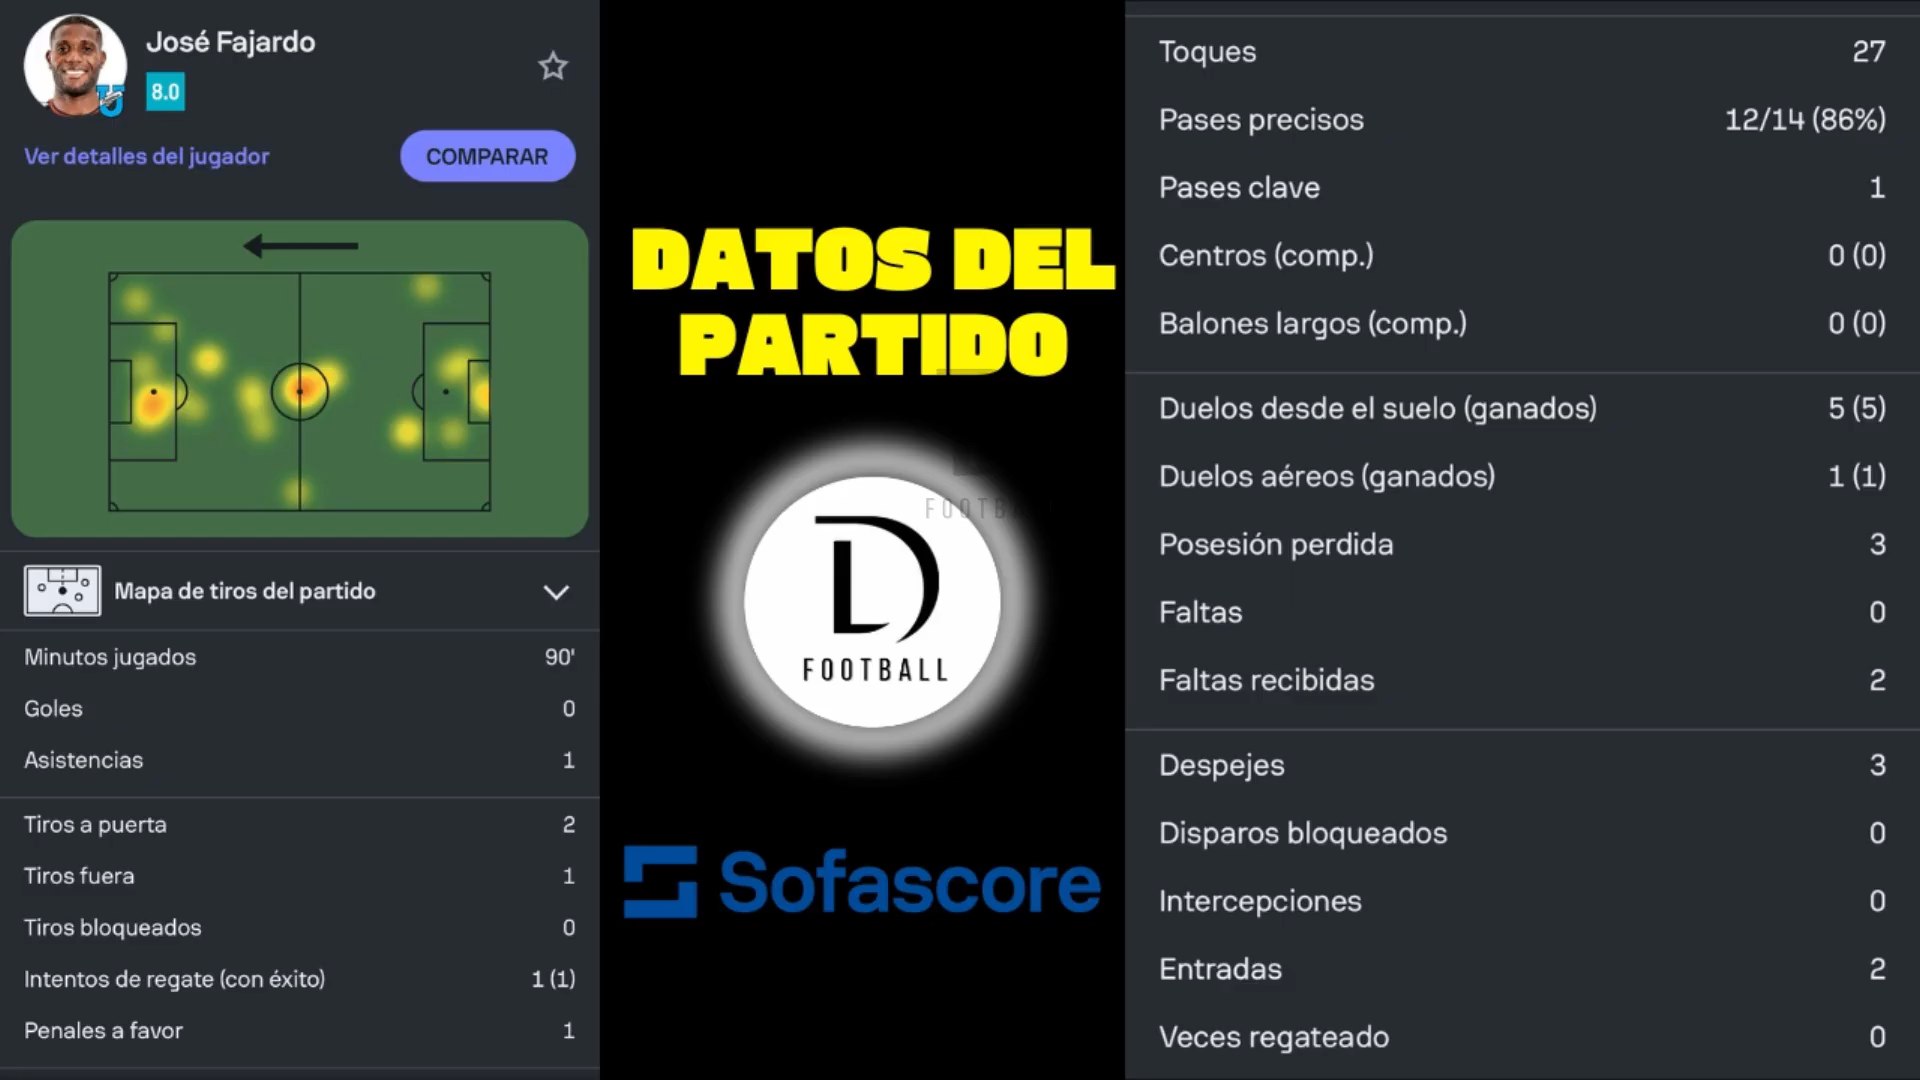 José Fajardo
8.0
Ver detalles del jugador
COMPARAR
Mapa de tiros del partido
Minutos jugados 90'
Goles 0
Asistencias 1
Tiros a puerta 2
Tiros fuera 1
Tiros bloqueados 0
Intentos de regate (con éxito) 1 (1)
Penales a favor 1
DATOS DEL
PARTIDO
LD
FOOTBALL
Sofascore
Toques 27
Pases precisos 12/14 (86%)
Pases clave 1
Centros (comp.) 0 (0)
Balones largos (comp.) 0 (0)
Duelos desde el suelo (ganados) 5 (5)
Duelos aéreos (ganados) 1 (1)
Posesión perdida 3
Faltas 0
Faltas recibidas 2
Despejes 3
Disparos bloqueados 0
Intercepciones 0
Entradas 2
Veces regateado 0